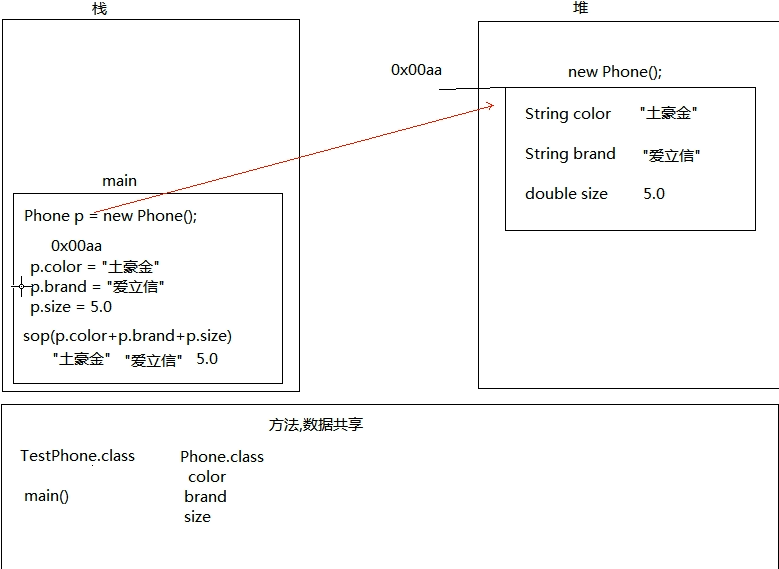 栈
堆
0x00aa
new Phone();
String color "土豪金"
String brand "爱立信"
double size 5.0
main
Phone p = new Phone();
0x00aa
p.color = "土豪金"
p.brand = "爱立信"
p.size = 5.0
sop(p.color+p.brand+p.size)
"土豪金" "爱立信" 5.0
方法,数据共享
TestPhone.class
main()
Phone.class
color
brand
size